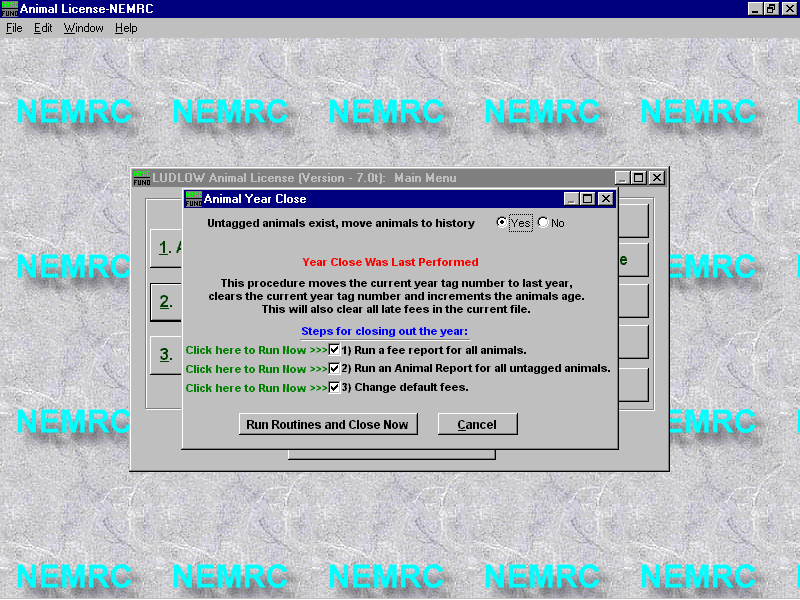 Animal License-NEMRC
File Edit Window Help
NEMRC NEMRC NEMRC NEMRC NEMRC
LUDLOW Animal License (Version - 7.0t): Main Menu
Animal Year Close
Untagged animals exist, move animals to history Yes No
1. A
Year Close Was Last Performed
NEMRC NEMRC
This procedure moves the current year tag number to last year,
clears the current year tag number and increments the animals age.
This will also clear all late fees in the current file.
2.
Steps for closing out the year:
3.
Click here to Run Now >>> 1) Run a fee report for all animals.
Click here to Run Now >>> 2) Run an Animal Report for all untagged animals.
Click here to Run Now >>> 3) Change default fees.
Run Routines and Close Now Cancel
NEMRC NEMRC
NEMRC NEMRC NEMRC NEMRC NEMRC